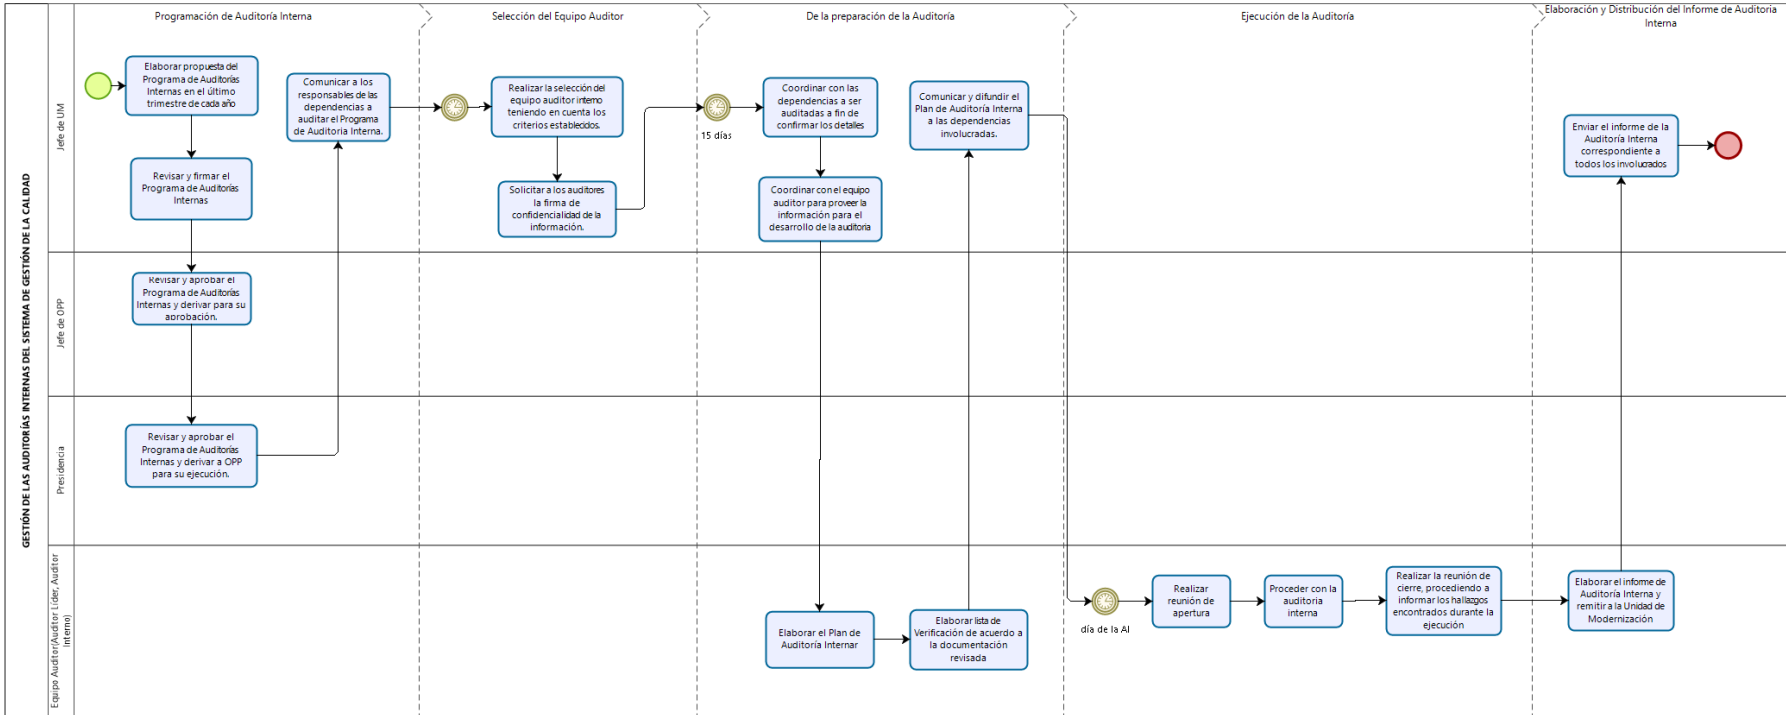 Programación de Auditoría Interna
Selección del Equipo Auditor
De la preparación de la Auditoría
Ejecución de la Auditoría
Elaboración y Distribución del Informe de Auditoria
Interna
GESTIÓN DE LAS AUDITORÍAS INTERNAS DEL SISTEMA DE GESTIÓN DE LA CALIDAD
Jefe de UM
Elaborar propuesta del
Programa de Auditorías
Internas en el último
trimestre de cada año
Revisar y firmar el
Programa de Auditorías
Internas
Comunicar a los
responsables de las
dependencias a
auditar el Programa
de Auditoria Interna.
Realizar la selección del
equipo auditor interno
teniendo en cuenta los
criterios establecidos.
Solicitar a los auditores
la firma de
confidencialidad de la
información.
15 días
Coordinar con las
dependencias a ser
auditadas a fin de
confirmar los detalles
Coordinar con el equipo
auditor para proveer la
información para el
desarrollo de la auditoria
Comunicar y difundir el
Plan de Auditoría Interna
a las dependencias
involucradas.
Enviar el informe de la
Auditoría Interna
correspondiente a
todos los involucrados
Jefe de OPP
Revisar y aprobar el
Programa de Auditorías
Internas y derivar para su
aprobación.
Presidencia
Revisar y aprobar el
Programa de Auditorías
Internas y derivar a OPP
para su ejecución.
Equipo Auditor(Auditor Líder, Auditor
Interno)
Elaborar el Plan de
Auditoría Internar
Elaborar lista de
Verificación de acuerdo a
la documentación
revisada
día de la AI
Realizar
reunión de
apertura
Proceder con la
auditoria
interna
Realizar la reunión de
cierre, procediendo a
informar los hallazgos
encontrados durante la
ejecución
Elaborar el informe de
Auditoría Interna y
remitir a la Unidad de
Modernización